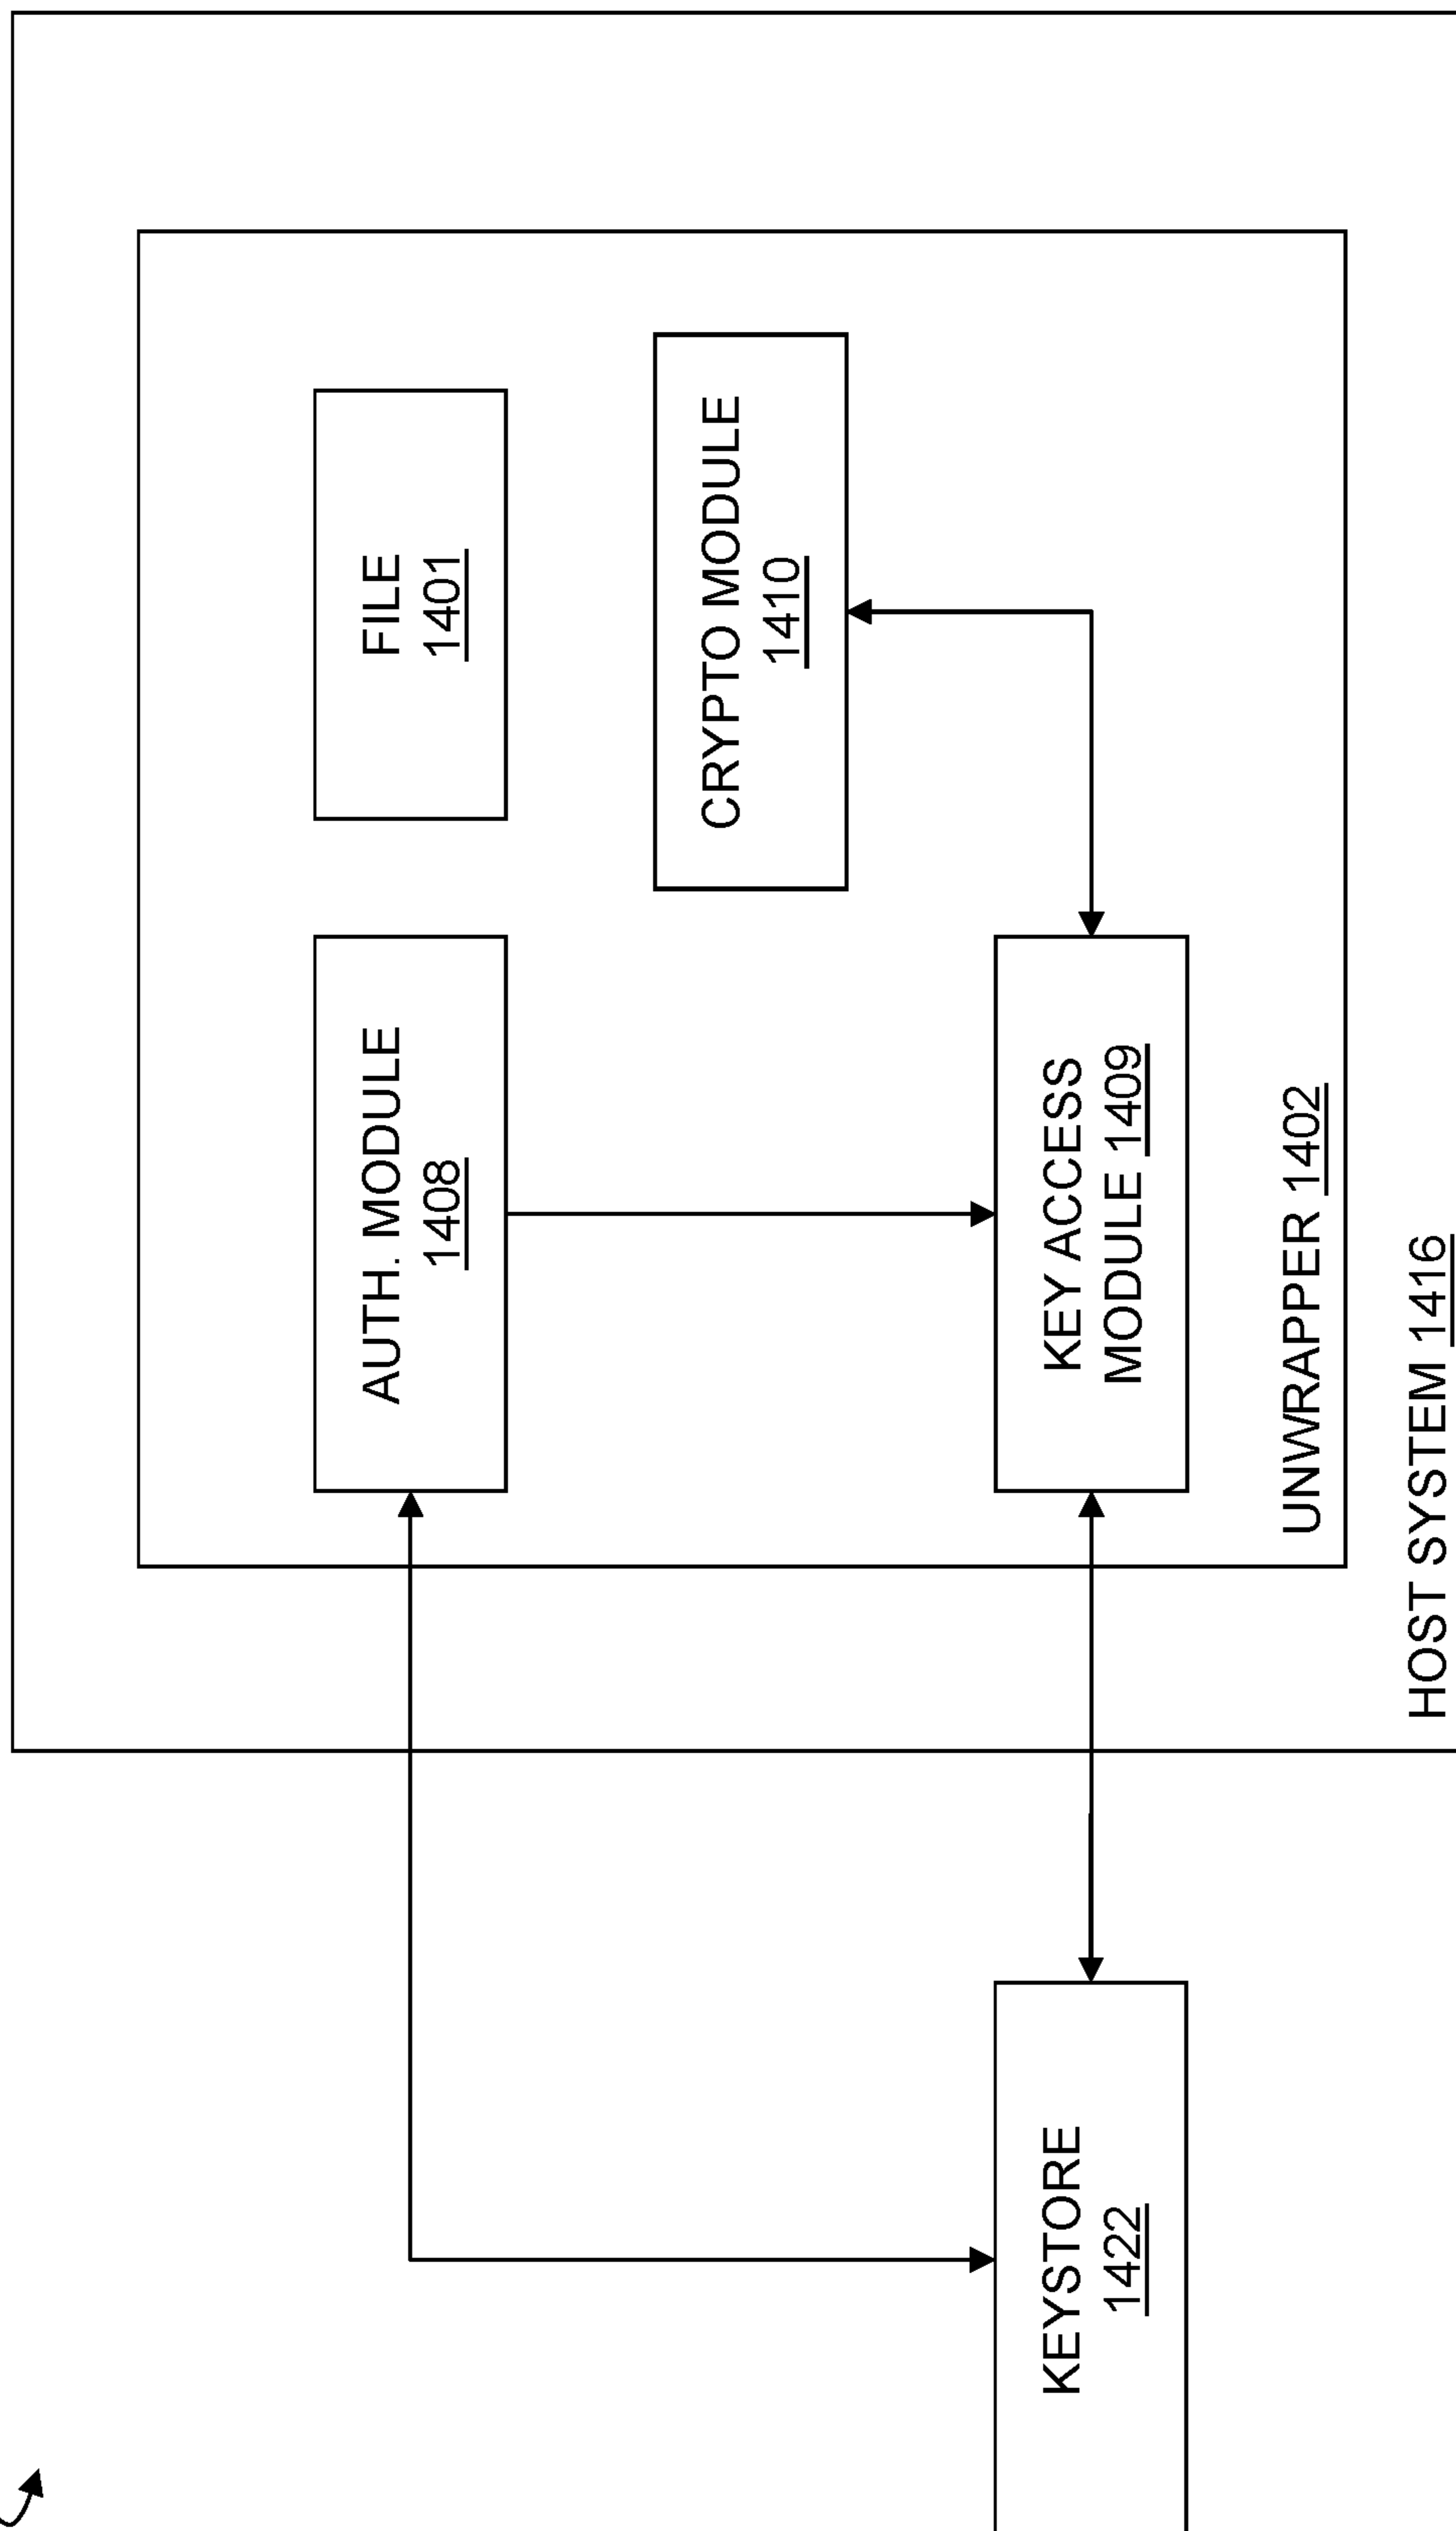 AUTH. MODULE
1408
FILE
1401
CRYPTO MODULE
1410
KEYSTORE
1422
KEY ACCESS
MODULE 1409
UNWRAPPER 1402
HOST SYSTEM 1416